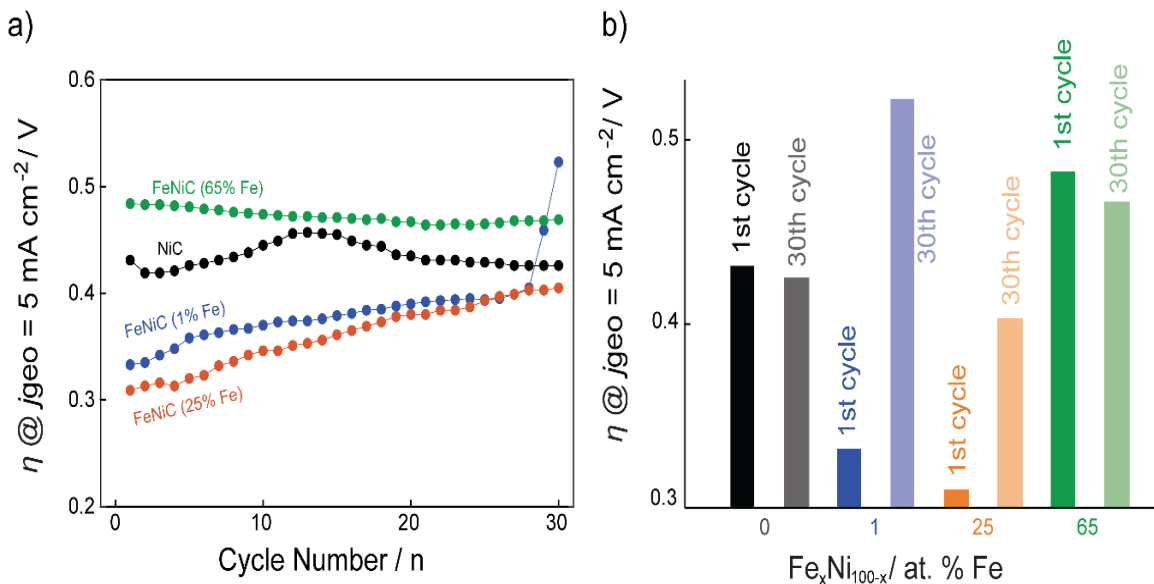 a)
η @ jgeo = 5 mA cm⁻²/ V
0.6
0.5
0.4
0.3
0.2
FeNiC (65% Fe)
NiC
FeNiC (1% Fe)
FeNiC (25% Fe)
0
10
20
30
Cycle Number / n
b)
η @ jgeo = 5 mA cm⁻²/ V
0.5
0.4
0.3
1st cycle
30th cycle
1st cycle
30th cycle
1st cycle
30th cycle
1st cycle
30th cycle
0
1
25
65
FeₓNi₁₀₀₋ₓ/ at. % Fe